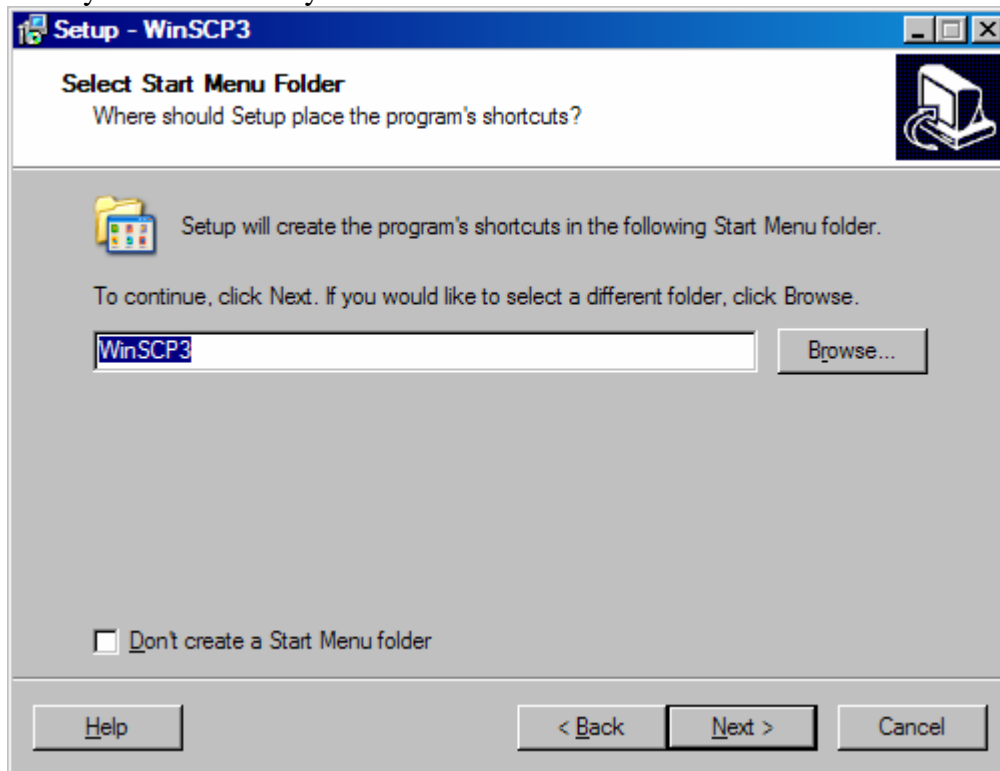 Setup - WinSCP3
Select Start Menu Folder
Where should Setup place the program's shortcuts?
Setup will create the program's shortcuts in the following Start Menu folder.
To continue, click Next. If you would like to select a different folder, click Browse.
WinSCP3
Browse...
Don't create a Start Menu folder
Help
< Back
Next >
Cancel